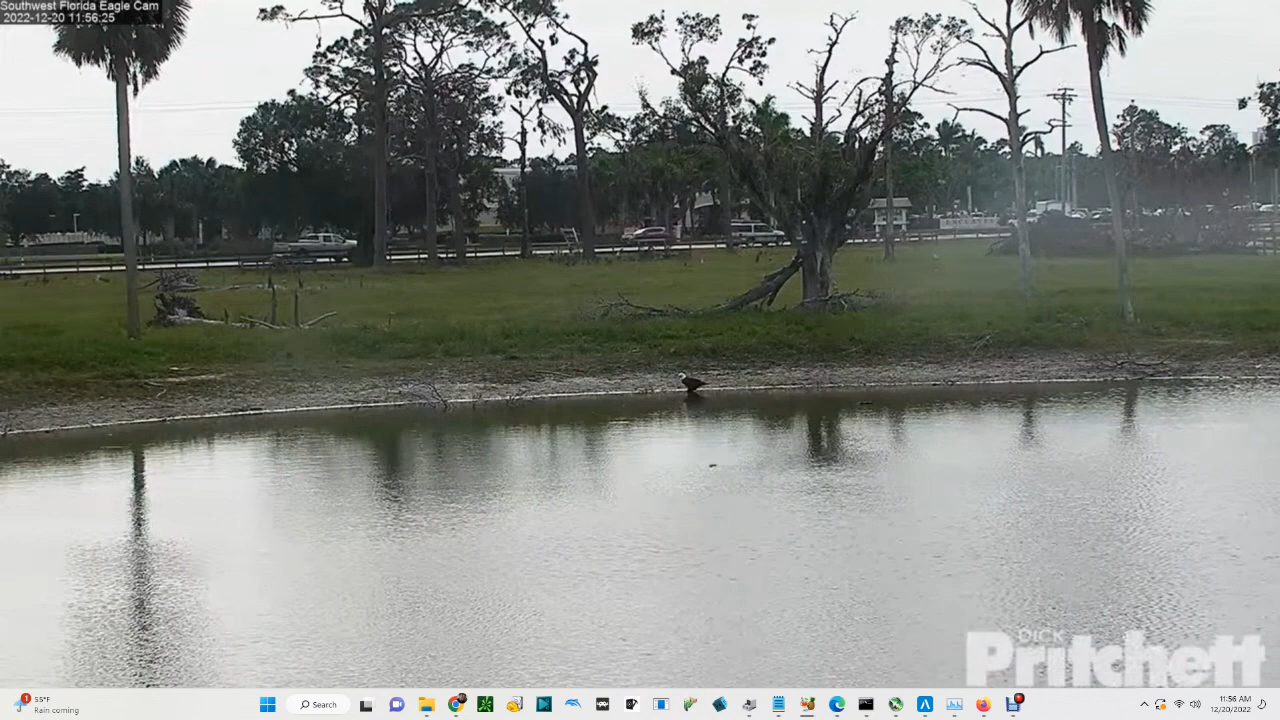 Southwest Florida Eagle Cam
2022-12-20 11:56:25
DICK
Pritchett
1
55°F
Rain coming
Search
11:56 AM
12/20/2022